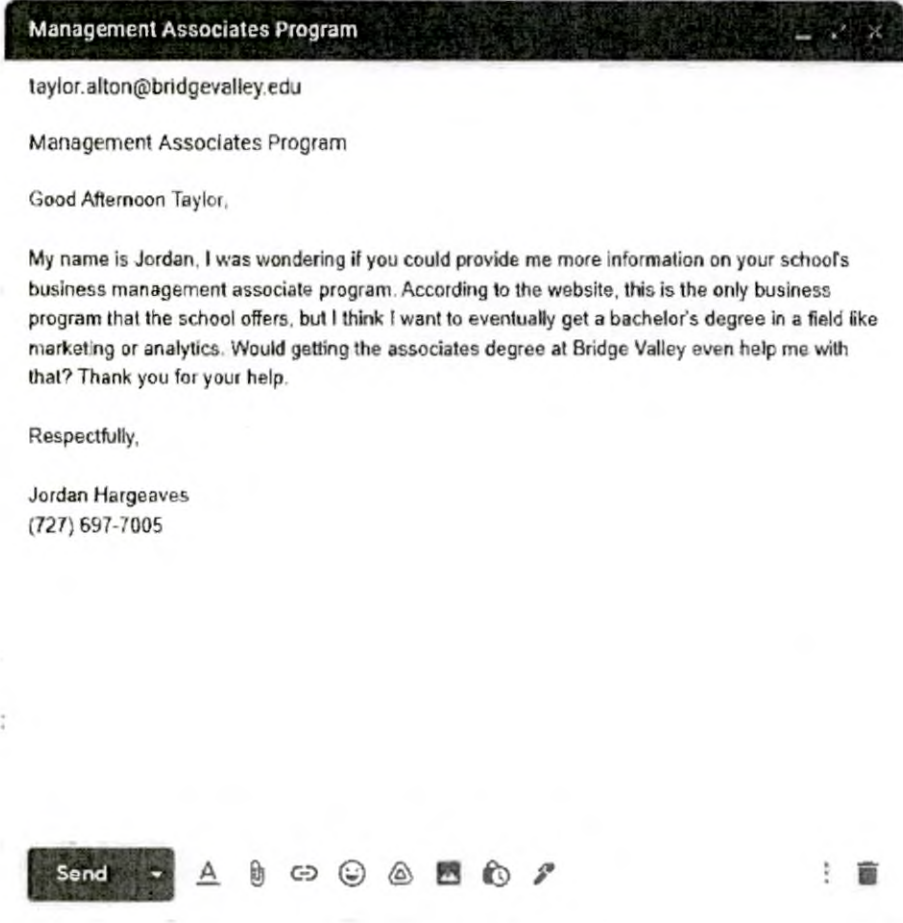 Management Associates Program
taylor.alton@bridgevalley.edu
Management Associates Program
Good Afternoon Taylor,
My name is Jordan, I was wondering if you could provide me more information on your school's
business management associate program. According to the website, this is the only business
program that the school offers, but I think I want to eventually get a bachelor's degree in a field like
marketing or analytics. Would getting the associates degree at Bridge Valley even help me with
that? Thank you for your help.
Respectfully,
Jordan Hargeaves
(727) 697-7005
Send